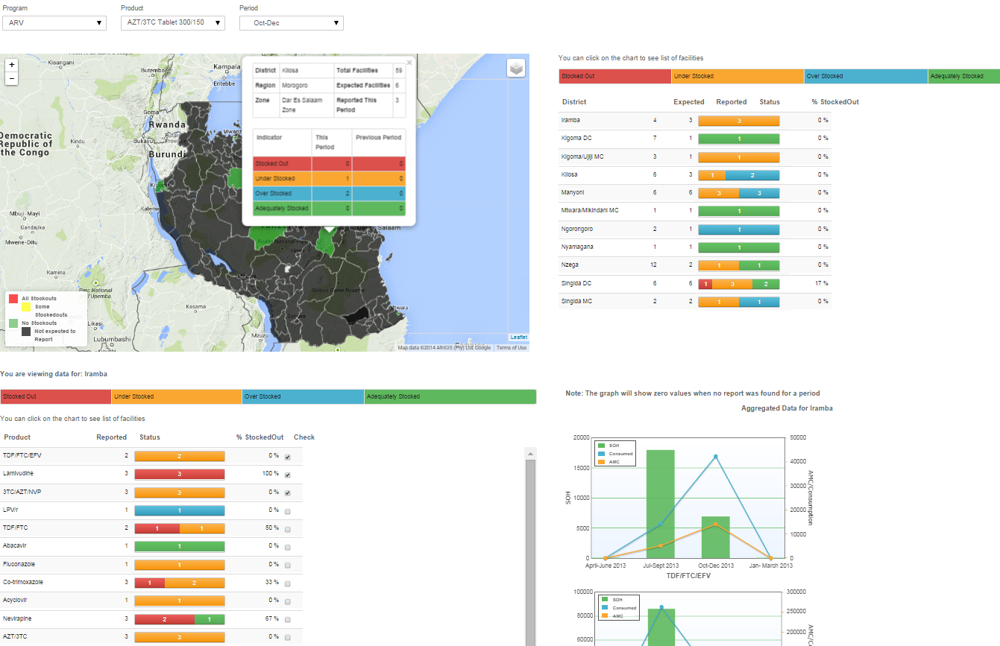 Program Product Period
ARV AZT/3TC Tablet 300/150 Oct-Dec
+
−
Kisangani
Butembo
Kampala
Entebbe
Goma
Rwanda
Bukavu
Mwanz
Burundi
Democratic
Republic of
the Congo
Kindu
Kalemie
Mbuji-Mayi
Gandajika
Mwene-Ditu
Kamina
Parc National
d'Upemba
Kasama
Likasi
Lubumbashi
Mzuzu
Mtwara
Songea
Selous Game Reserve
Dar Es Salaam
District Kilosa Total Facilities 59
Region Morogoro Expected Facilities 6
Zone Dar Es Salaam Zone Reported This Period 3
Indicator This Period Previous Period
Stocked Out 0 0
Under Stocked 1 0
Over Stocked 2 0
Adequately Stocked 0 0
All Stookouts
Some
Stockedouts
No Stockouts
Not expected to
Report
Leaflet
Map data ©2014 AfriGIS (Pty) Ltd, Google Terms of Use
You can click on the chart to see list of facilities
Stocked Out Under Stocked Over Stocked Adequately Stocked
District Expected Reported Status % StockedOut
Iramba 4 3 3 0 %
Kigoma DC 7 1 1 0 %
Kigoma/Ujiji MC 3 1 1 0 %
Kilosa 6 3 1 2 0 %
Manyoni 6 6 3 3 0 %
Mtwara/Mikindani MC 1 1 1 0 %
Ngorongoro 2 1 1 0 %
Nyamagana 1 1 1 0 %
Nzega 12 2 1 1 0 %
Singida DC 6 6 1 3 2 17 %
Singida MC 2 2 1 1 0 %
You are viewing data for: Iramba
Stocked Out Under Stocked Over Stocked Adequately Stocked
You can click on the chart to see list of facilities
Product Reported Status % StockedOut Check
TDF/FTC/EFV 2 2 0 %
Lamivudine 3 3 100 %
3TC/AZT/NVP 3 3 0 %
LPV/r 1 1 0 %
TDF/FTC 2 1 1 50 %
Abacavir 1 1 0 %
Fluconazole 1 1 0 %
Co-trimoxazole 3 1 2 33 %
Acyclovir 1 1 0 %
Nevirapine 3 2 1 67 %
AZT/3TC 3 3 0 %
Note: The graph will show zero values when no report was found for a period
Aggregated Data for Iramba
SOH
Consumed
AMC
20000
15000
10000
5000
0
SOH
50000
40000
30000
20000
10000
0
AMC/Consumption
April-June 2013 Jul-Sept 2013 Oct-Dec 2013 Jan- March 2013
TDF/FTC/EFV
SOH
Consumed
AMC
100000
80000
60000
300000
250000
200000